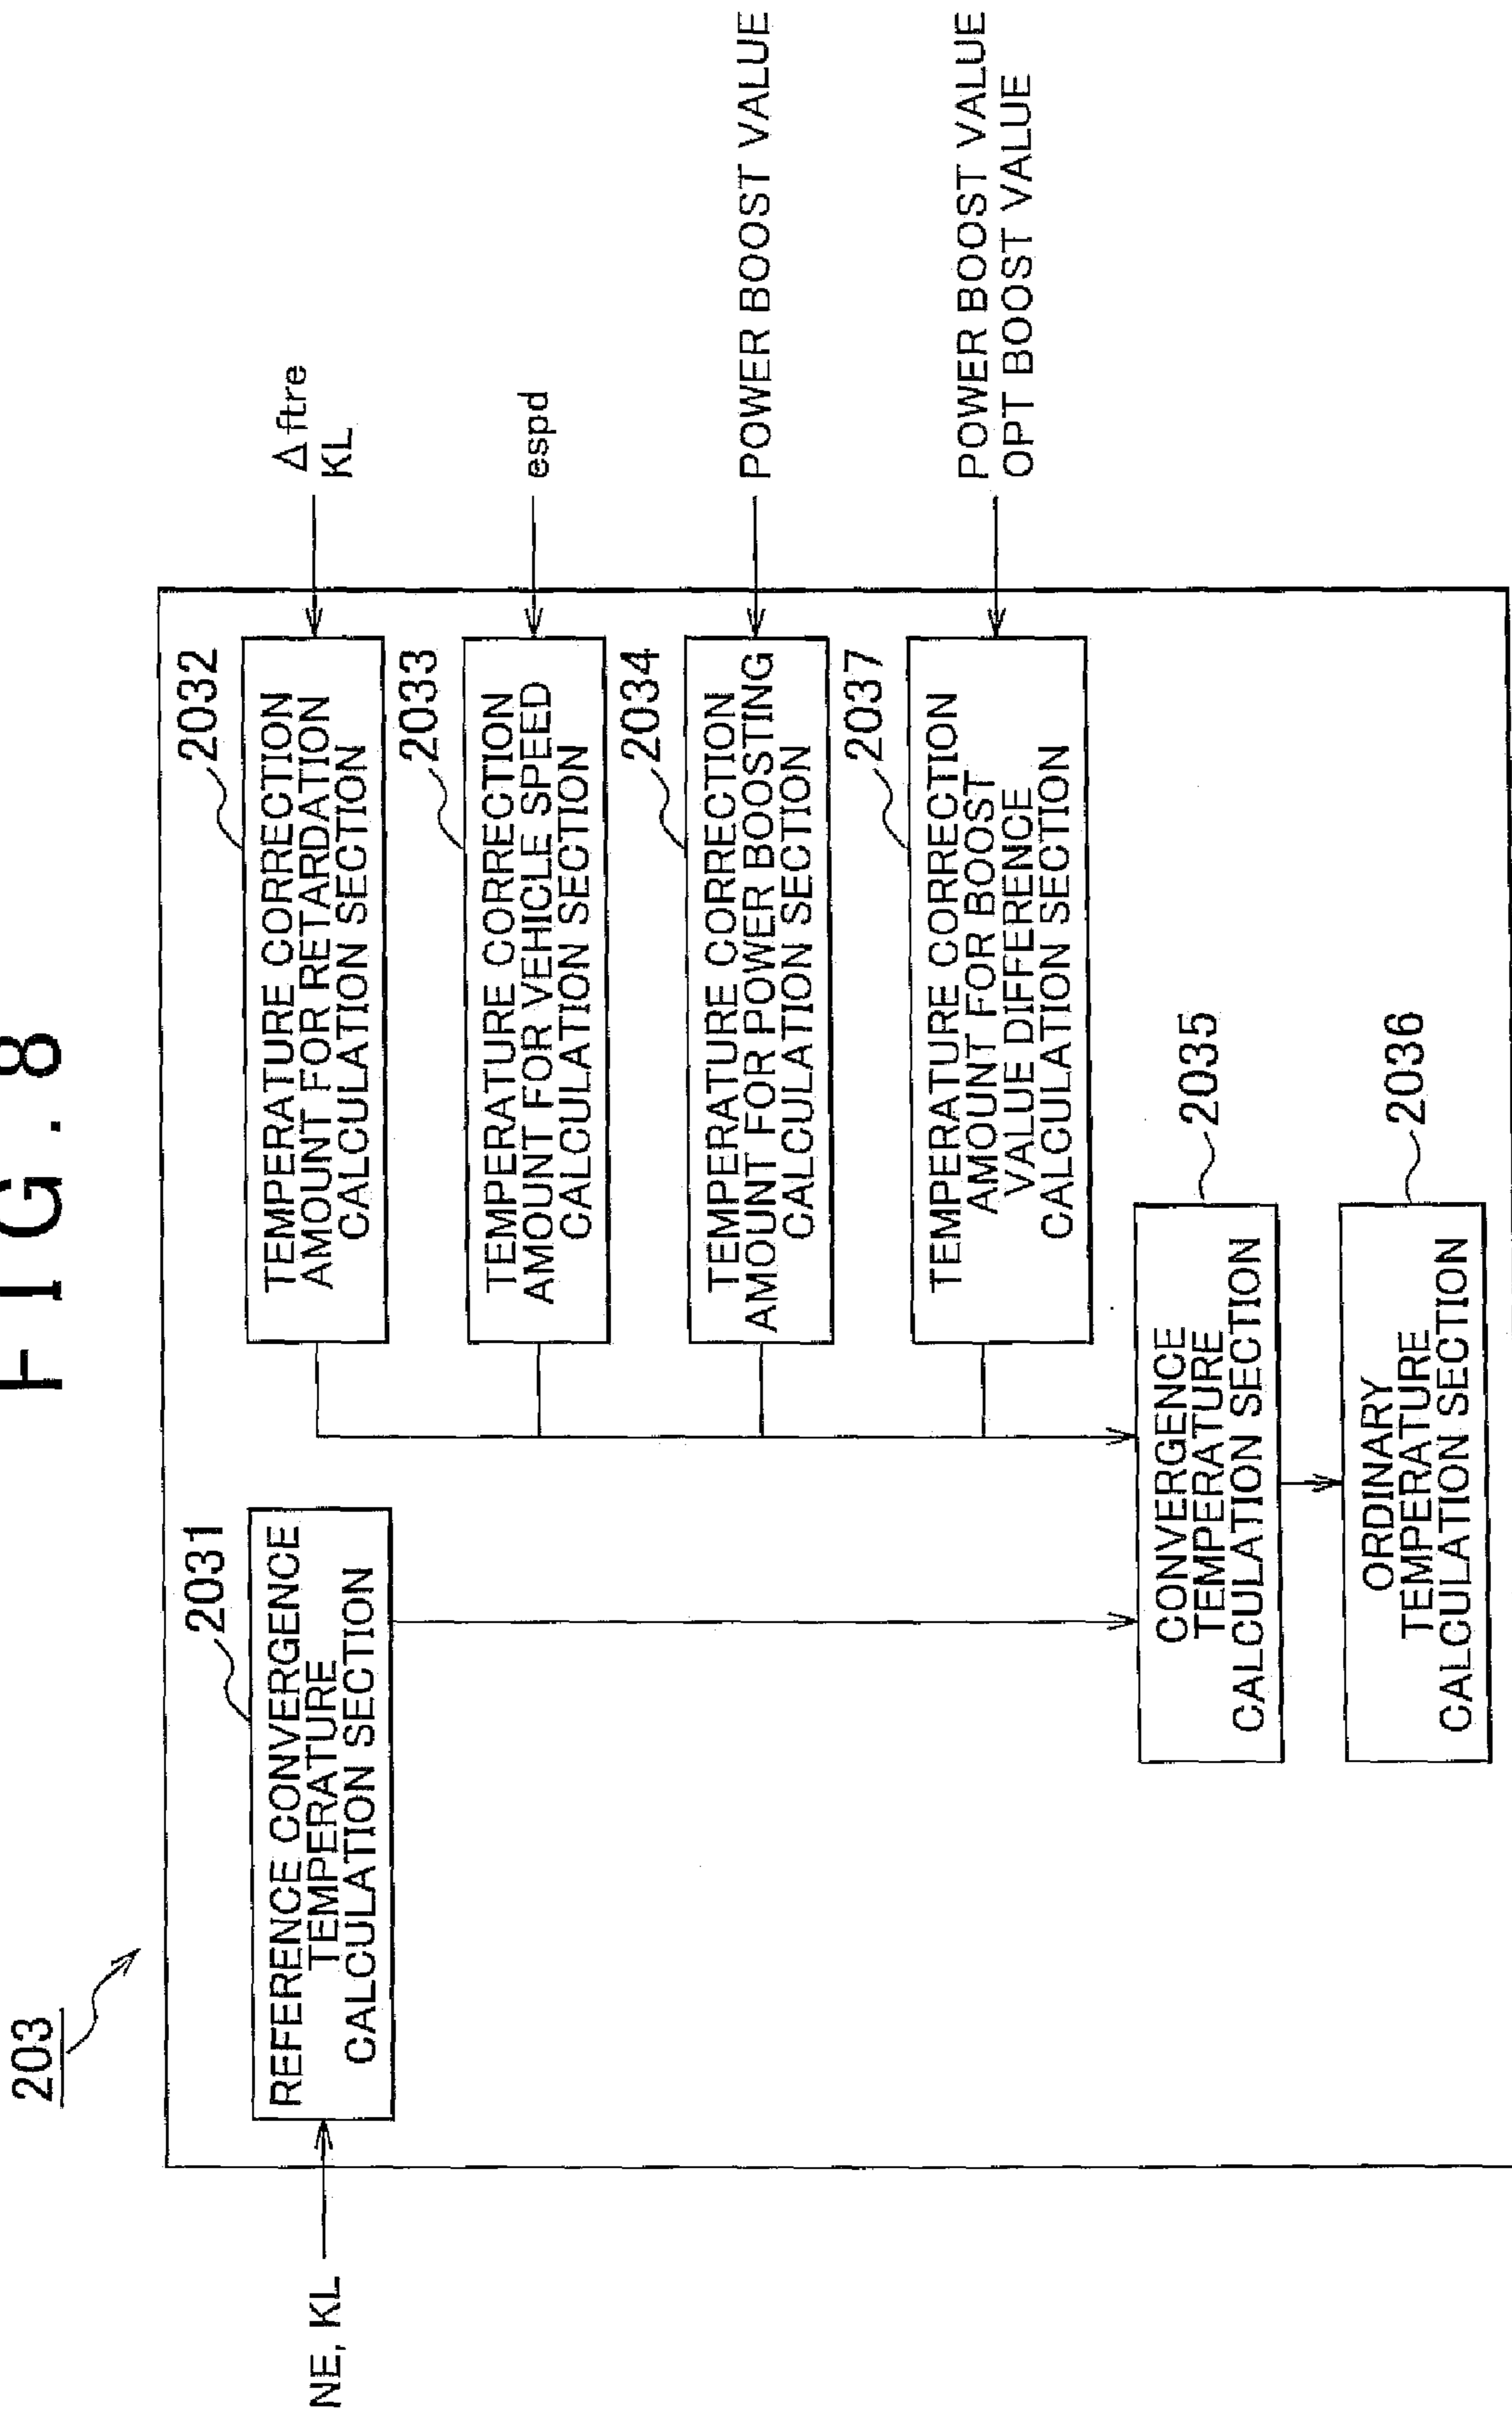 FIG. 8
203
NE, KL
2031
REFERENCE CONVERGENCE
TEMPERATURE
CALCULATION SECTION
2032
TEMPERATURE CORRECTION
AMOUNT FOR RETARDATION
CALCULATION SECTION
Δ ftre
KL
2033
TEMPERATURE CORRECTION
AMOUNT FOR VEHICLE SPEED
CALCULATION SECTION
espd
2034
TEMPERATURE CORRECTION
AMOUNT FOR POWER BOOSTING
CALCULATION SECTION
POWER BOOST VALUE
2037
TEMPERATURE CORRECTION
AMOUNT FOR BOOST
VALUE DIFFERENCE
CALCULATION SECTION
POWER BOOST VALUE
OPT BOOST VALUE
2035
CONVERGENCE
TEMPERATURE
CALCULATION SECTION
2036
ORDINARY
TEMPERATURE
CALCULATION SECTION